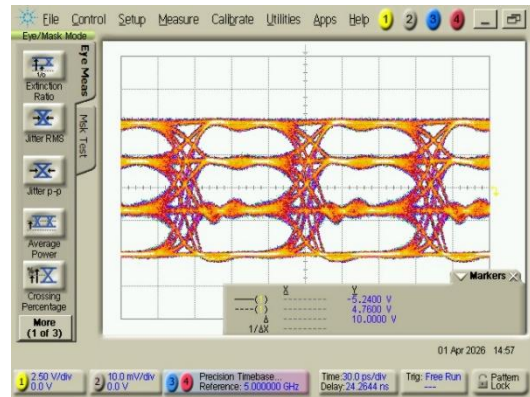 File Control Setup Measure Calibrate Utilities Apps Help 1 2 3 4
Eye/Mask Mode
Eye Meas
Msk Test
Extinction
Ratio
Jitter RMS
Jitter p-p
Average
Power
Crossing
Percentage
More
(1 of 3)
Markers
X Y
1 -5.2400 V
1 4.7600 V
Δ 10.0000 V
1/ΔX
01 Apr 2026 14:57
1 2.50 V/div
0.0 V
2 10.0 mV/div
0.0 V
3 4 Precision Timebase...
Reference: 5.000000 GHz
Time:30.0 ps/div
Delay:24.2644 ns
Trig: Free Run
---
Pattern
Lock